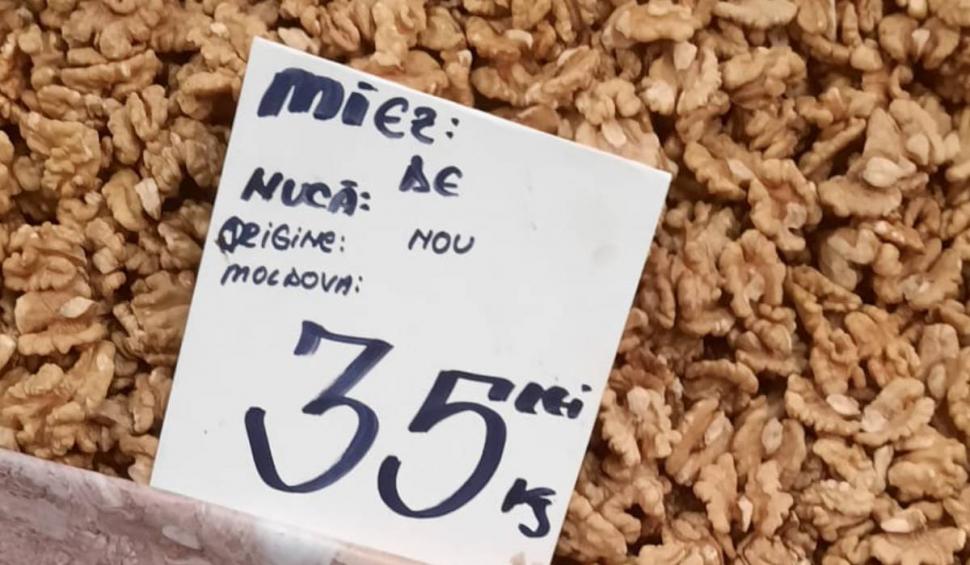 MiEZ:
DE
NUCĂ:
ORiGiNE: NOU
MOLDOVA:
35 lei
kg